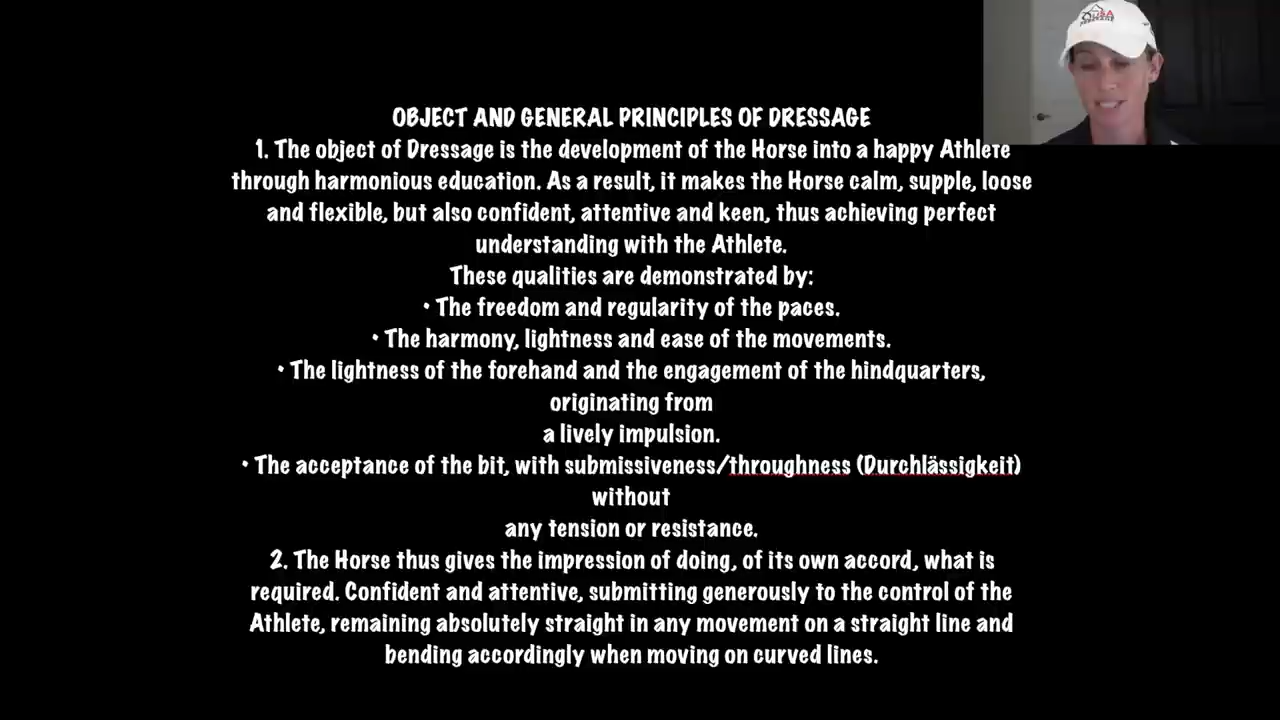 USA
OBJECT AND GENERAL PRINCIPLES OF DRESSAGE
1. The object of Dressage is the development of the Horse into a happy Athlete
through harmonious education. As a result, it makes the Horse calm, supple, loose
and flexible, but also confident, attentive and keen, thus achieving perfect
understanding with the Athlete.
These qualities are demonstrated by:
• The freedom and regularity of the paces.
• The harmony, lightness and ease of the movements.
• The lightness of the forehand and the engagement of the hindquarters,
originating from
a lively impulsion.
• The acceptance of the bit, with submissiveness/throughness (Durchlässigkeit)
without
any tension or resistance.
2. The Horse thus gives the impression of doing, of its own accord, what is
required. Confident and attentive, submitting generously to the control of the
Athlete, remaining absolutely straight in any movement on a straight line and
bending accordingly when moving on curved lines.